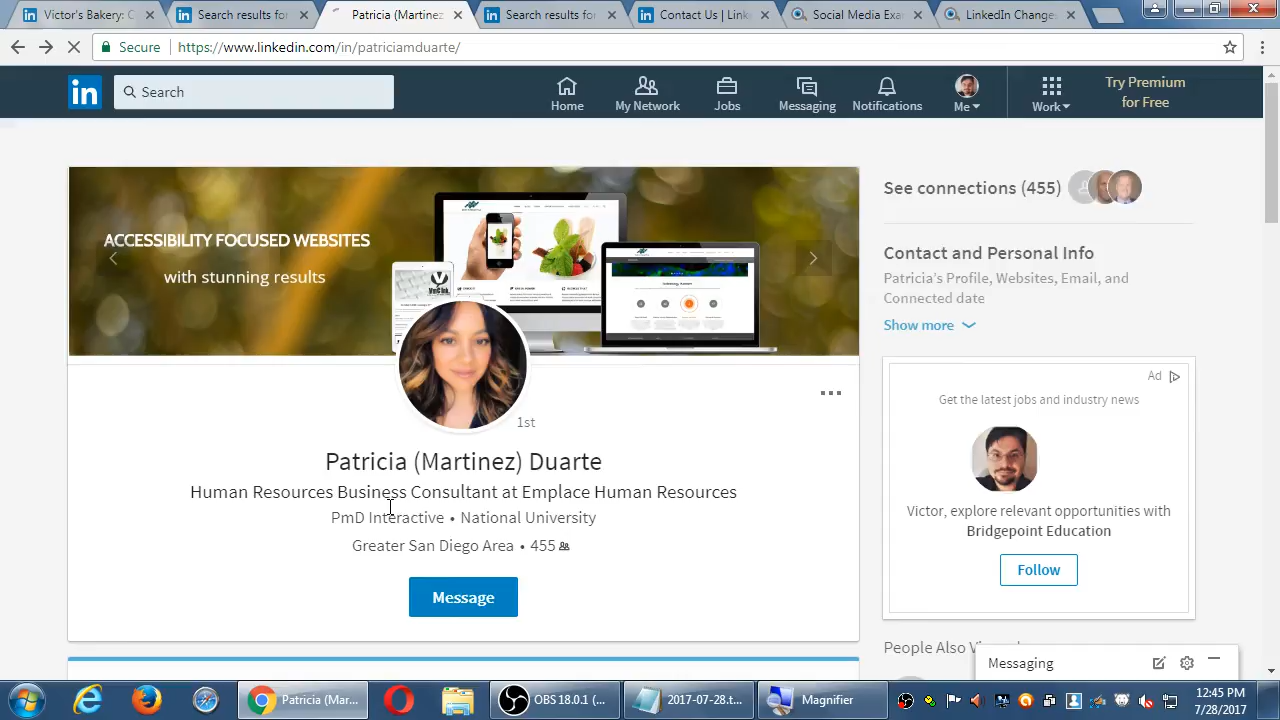 Victor's Bakery: C
Search results for
Patricia (Martinez
Search results for
Contact Us | Link
Social Media Exa
LinkedIn Change
Secure
https://www.linkedin.com/in/patriciamduarte/
in
Search
Home
My Network
Jobs
Messaging
Notifications
Me
Work
Try Premium
for Free
ACCESSIBILITY FOCUSED WEBSITES
with stunning results
1st
Patricia (Martinez) Duarte
Human Resources Business Consultant at Emplace Human Resources
PmD Interactive • National University
Greater San Diego Area • 455
Message
See connections (455)
Contact and Personal Info
Patricia's Profile, Websites, Email, and
Connected date
Show more
Ad
Get the latest jobs and industry news
Victor, explore relevant opportunities with
Bridgepoint Education
Follow
People Also
Messaging
Patricia (Mar...
OBS 18.0.1 (...
2017-07-28.t...
Magnifier
12:45 PM
7/28/2017